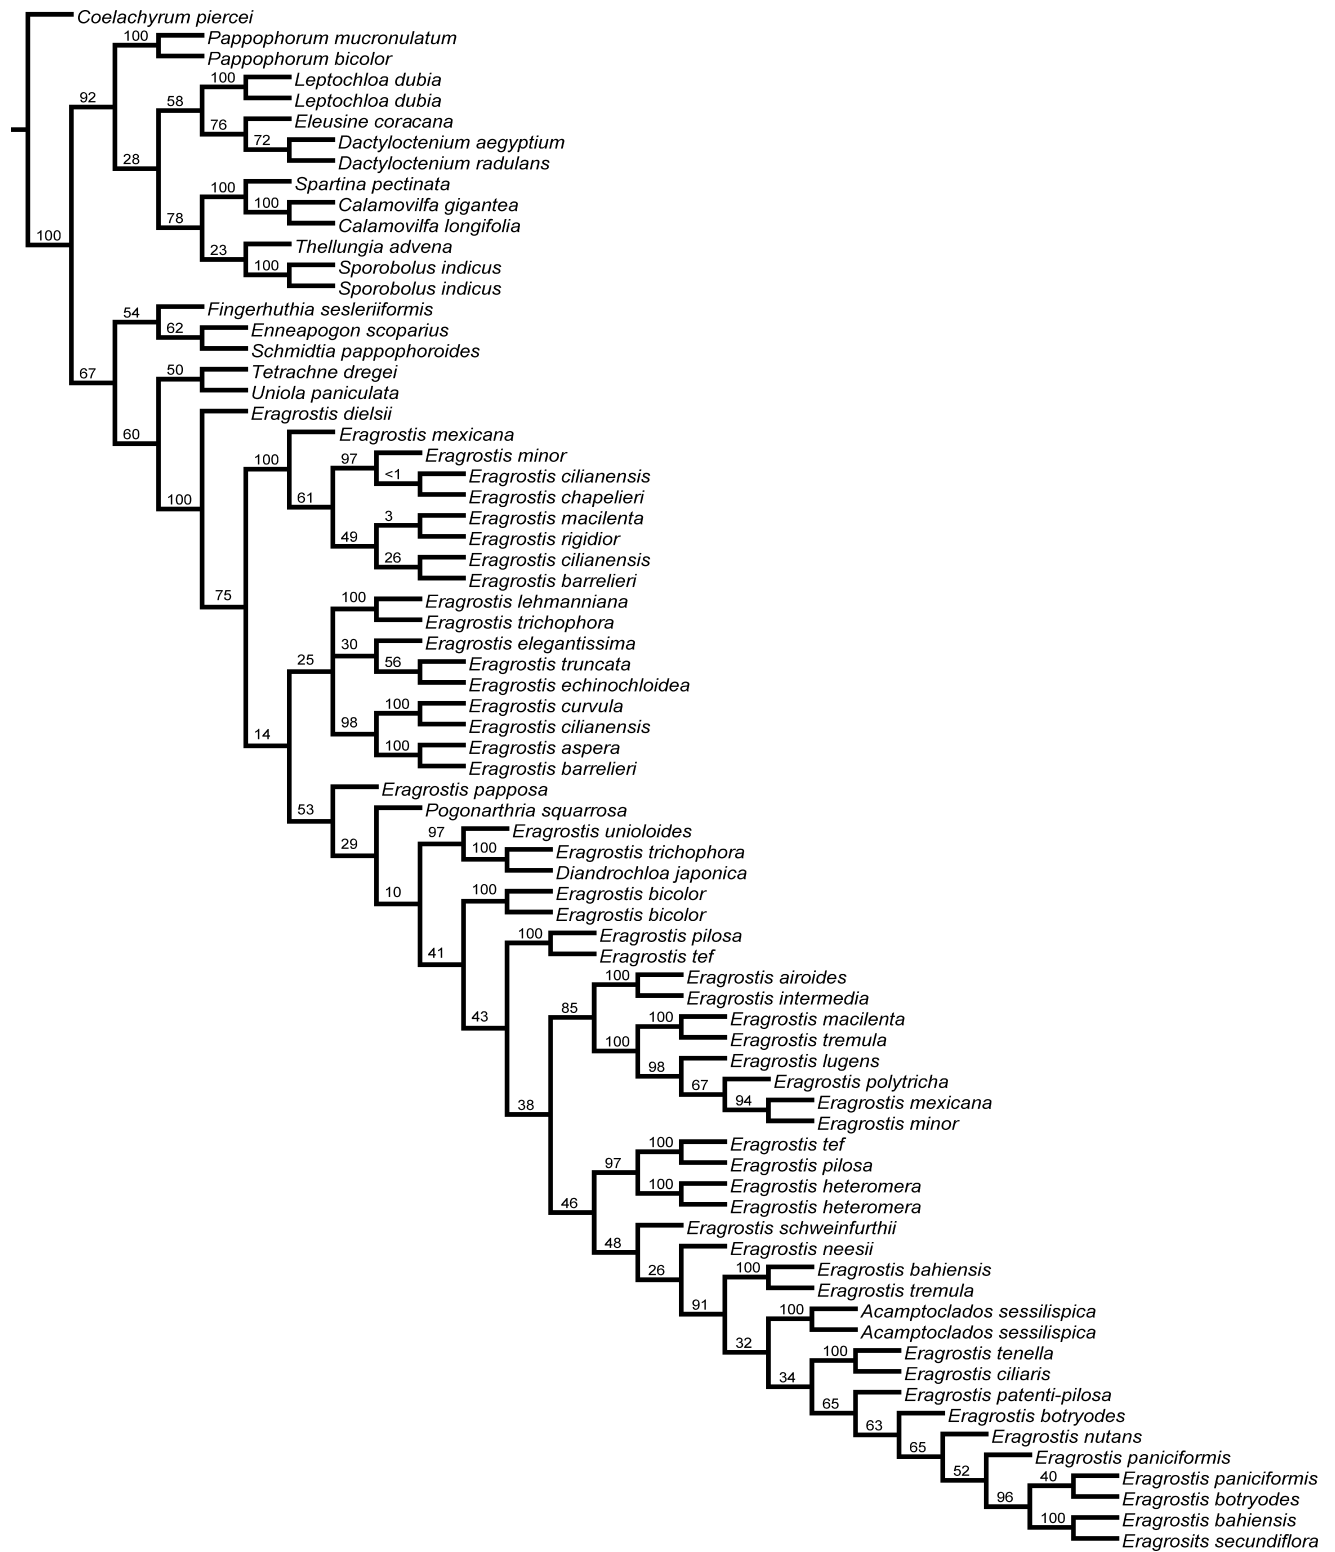 Coelachyrum piercei
100 Pappophorum mucronulatum
Pappophorum bicolor
100 Leptochloa dubia
92 58 Leptochloa dubia
76 Eleusine coracana
72 Dactyloctenium aegyptium
28 Dactyloctenium radulans
100 Spartina pectinata
100 Calamovilfa gigantea
78 Calamovilfa longifolia
100 23 Thellungia advena
100 Sporobolus indicus
Sporobolus indicus
54 Fingerhuthia sesleriiformis
62 Enneapogon scoparius
Schmidtia pappophoroides
67 50 Tetrachne dregei
Uniola paniculata
Eragrostis dielsii
60 Eragrostis mexicana
100 97 Eragrostis minor
<1 Eragrostis cilianensis
100 61 Eragrostis chapelieri
3 Eragrostis macilenta
49 Eragrostis rigidior
26 Eragrostis cilianensis
Eragrostis barrelieri
75 100 Eragrostis lehmanniana
Eragrostis trichophora
30 Eragrostis elegantissima
25 56 Eragrostis truncata
Eragrostis echinochloidea
100 Eragrostis curvula
14 98 Eragrostis cilianensis
100 Eragrostis aspera
Eragrostis barrelieri
Eragrostis papposa
53 Pogonarthria squarrosa
97 Eragrostis unioloides
29 100 Eragrostis trichophora
Diandrochloa japonica
10 100 Eragrostis bicolor
Eragrostis bicolor
100 Eragrostis pilosa
41 Eragrostis tef
100 Eragrostis airoides
Eragrostis intermedia
43 85 100 Eragrostis macilenta
100 Eragrostis tremula
98 Eragrostis lugens
67 Eragrostis polytricha
38 94 Eragrostis mexicana
Eragrostis minor
100 Eragrostis tef
97 Eragrostis pilosa
100 Eragrostis heteromera
46 Eragrostis heteromera
Eragrostis schweinfurthii
48 Eragrostis neesii
26 100 Eragrostis bahiensis
Eragrostis tremula
91 100 Acamptoclados sessilispica
Acamptoclados sessilispica
32 100 Eragrostis tenella
34 Eragrostis ciliaris
65 Eragrostis patenti-pilosa
63 Eragrostis botryodes
65 Eragrostis nutans
52 Eragrostis paniciformis
40 Eragrostis paniciformis
96 Eragrostis botryodes
100 Eragrostis bahiensis
Eragrosits secundiflora